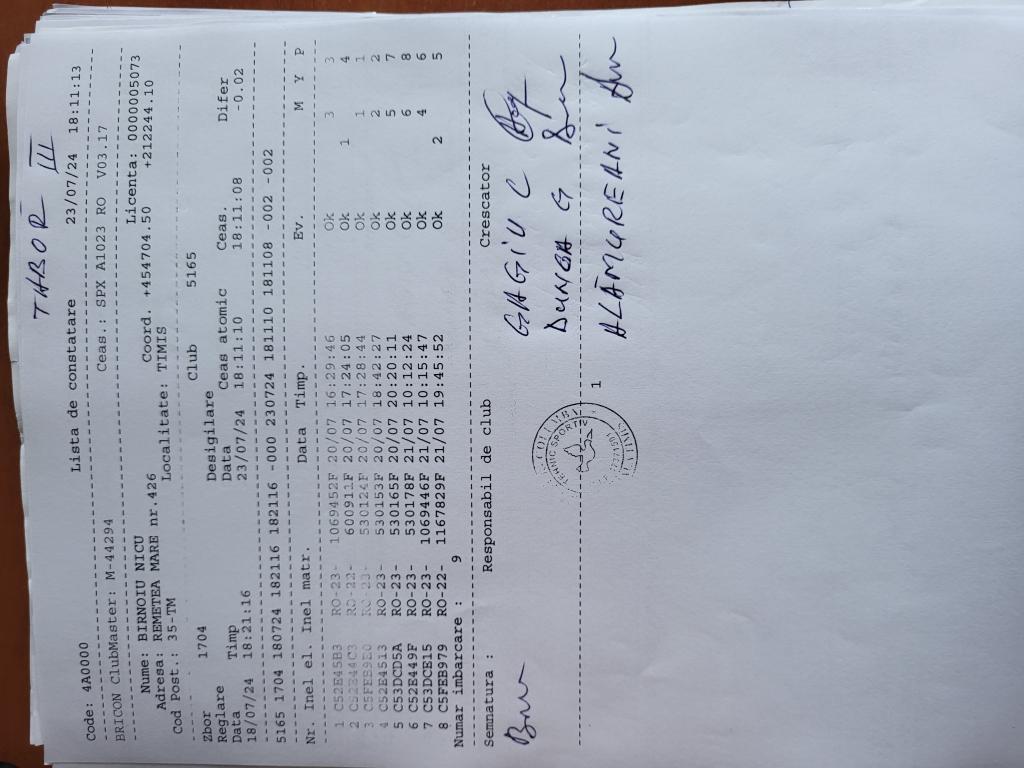 THBOR III
Code: 4A0000 Lista de constatare 23/07/24 18:11:13
BRICON ClubMaster: M-44294 Ceas.: SPX A1023 RO V03.17
Nume: BIRNOIU NICU Licenta: 0000005073
Adresa: REMETEA MARE nr.426 Coord. +454704.50 +212244.10
Cod Post.: 35-TM Localitate: TIMIS
Zbor 1704 Club 5165
Reglare Desigilare
Data Timp Data Ceas atomic Ceas. Difer
18/07/24 18:21:16 23/07/24 18:11:10 18:11:08 -0.02
5165 1704 180724 182116 182116 -000 230724 181110 181108 -002 -002
Nr. Inel el. Inel matr. Data Timp. Ev. M Y P
1 C52E45B3 RO-23- 1069452F 20/07 16:29:46 Ok 3 3
2 RO-22- 600911F 20/07 17:24:05 Ok 1 4
3 RO-23- 530124F 20/07 17:28:44 Ok 1 1
4 C52E4513 RO-23- 530153F 20/07 18:42:27 Ok 2 2
5 C53DCD5A RO-23- 530165F 20/07 20:20:11 Ok 5 7
6 C52E449F RO-23- 530178F 21/07 10:12:24 Ok 6 8
7 C53DCE15 RO-23- 1069446F 21/07 10:15:47 Ok 4 6
8 C5FEB979 RO-22- 1167829F 21/07 19:45:52 Ok 2 5
Numar imbarcare : 9
Semnatura : Responsabil de club Crescator
GAGIU C
DUNCA G
ALĂMUREANI
1
TEHNIC SPORTIV